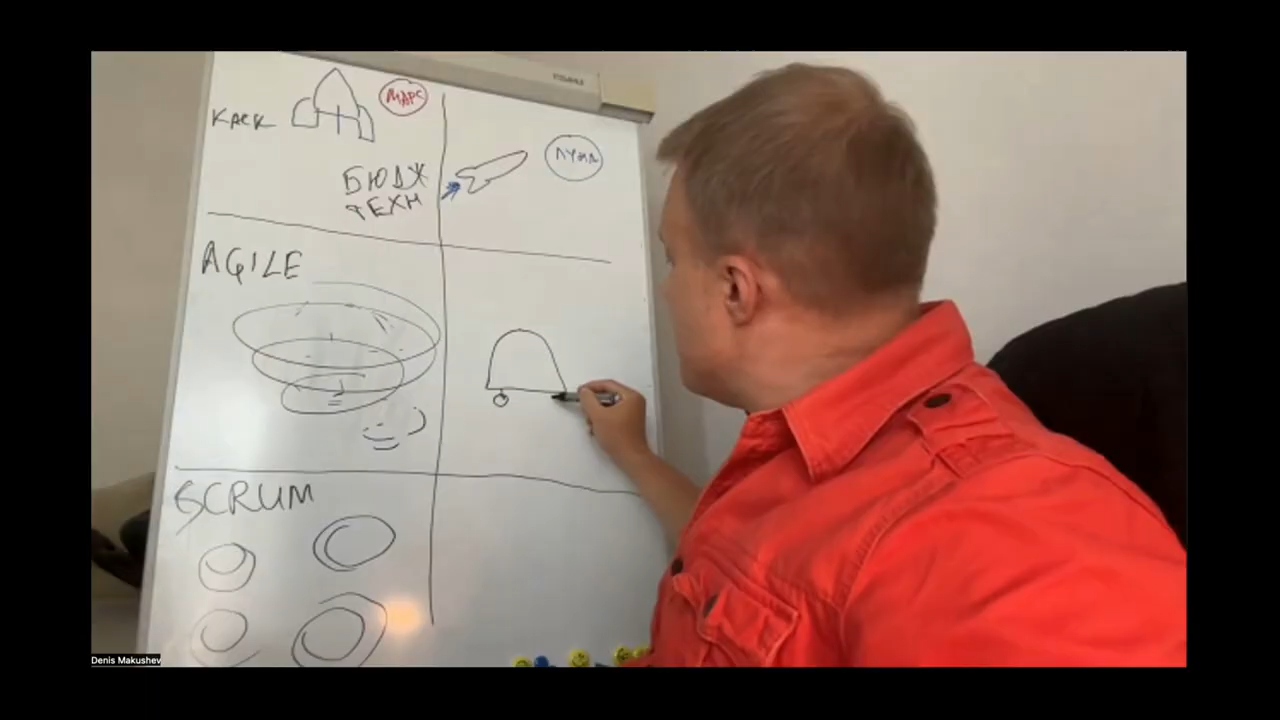 КАСК
МАРС
ЛУНА
БЮДЖ
ТЕХН
AGILE
SCRUM
Denis Makushev